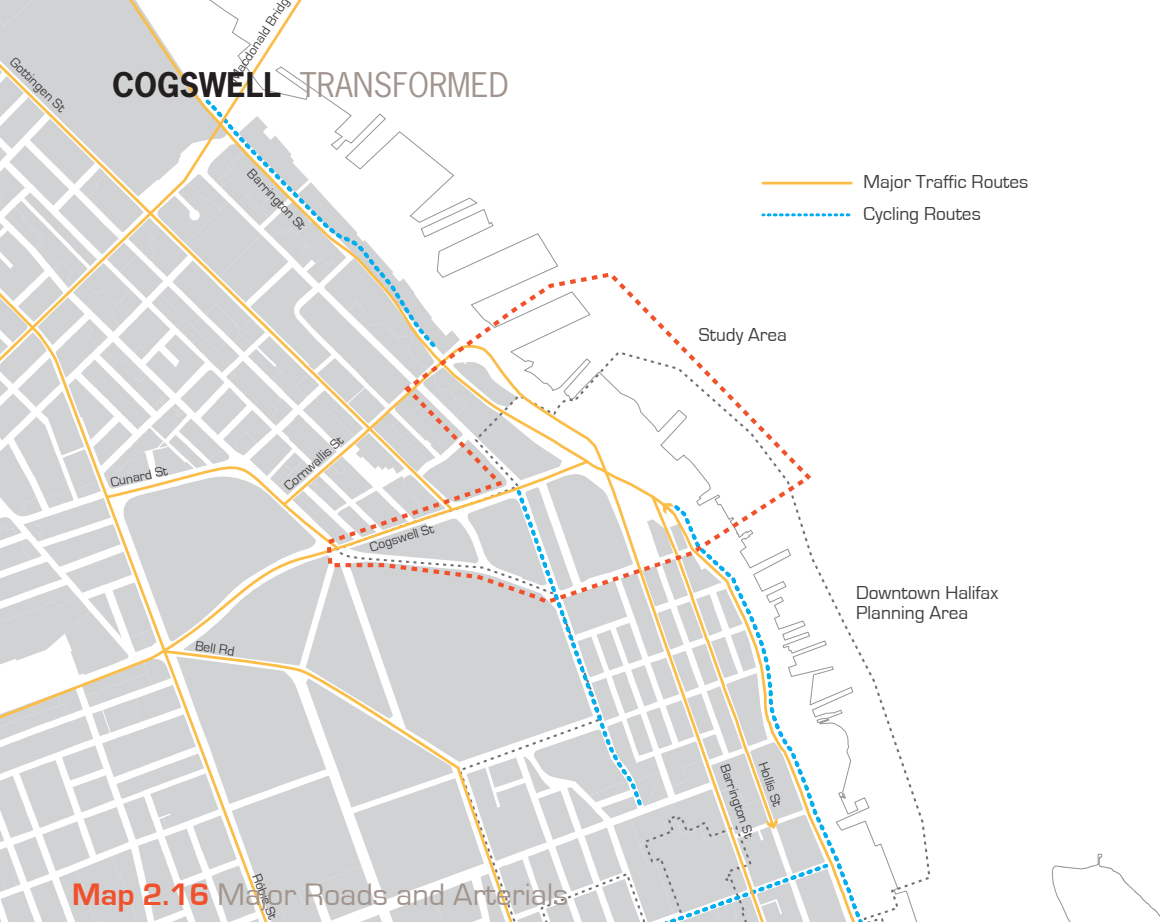 Macdonald Bridg
Gottingen St
COGSWELL TRANSFORMED
Barrington St
Major Traffic Routes
Cycling Routes
Study Area
Cornwallis St
Cunard St
Cogswell St
Downtown Halifax
Planning Area
Bell Rd
Barrington St
Hollis St
Robie St
Map 2.16 Major Roads and Arterials